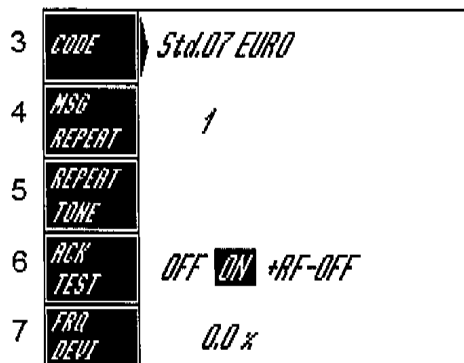 3 CODE Std.07 EURO
4 MSG REPEAT 1
5 REPEAT TONE
6 ACK TEST OFF ON +RF-OFF
7 FRQ DEVI 0.0 x